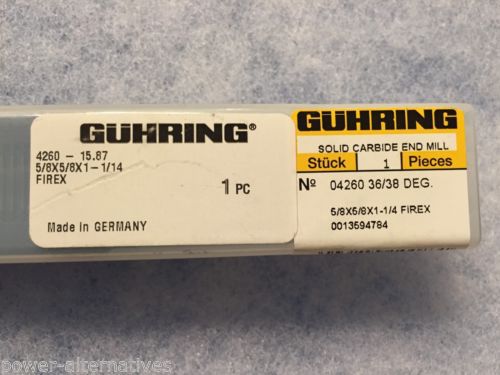 GÜHRING®
4260 - 15.87
5/8X5/8X1-1/14
FIREX
1 PC
Made in GERMANY
GÜHRING
SOLID CARBIDE END MILL
Stück 1 Pieces
Nº 04260 36/38 DEG.
5/8X5/8X1-1/4 FIREX
0013594784
power-alternatives